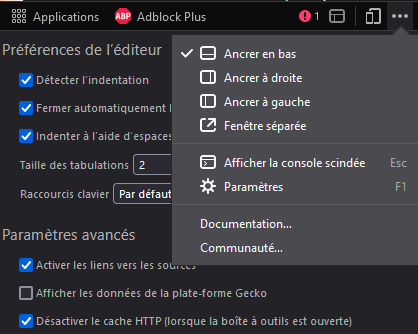 Applications
ABP Adblock Plus
1
Préférences de l'éditeur
Détecter l'indentation
Fermer automatiquement
Indenter à l'aide d'espaces
Taille des tabulations 2
Raccourcis clavier Par défaut
Paramètres avancés
Activer les liens vers les sources
Afficher les données de la plate-forme Gecko
Désactiver le cache HTTP (lorsque la boîte à outils est ouverte)
Ancrer en bas
Ancrer à droite
Ancrer à gauche
Fenêtre séparée
Afficher la console scindée Esc
Paramètres F1
Documentation...
Communauté...